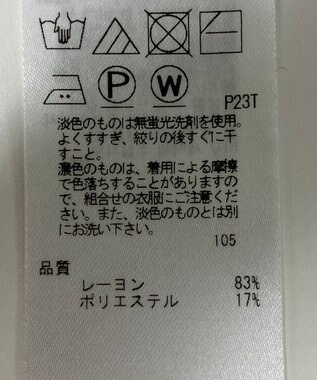 P W
P23T
淡色のものは無蛍光洗剤を使用。
よくすすぎ、絞りの後すぐに干
すこと。
濃色のものは、着用による摩擦
で色落ちすることがありますの
で、組合せの衣服にご注意くだ
さい。また、淡色のものとは別
にお洗い下さい。
105
品質
レーヨン 83%
ポリエステル 17%